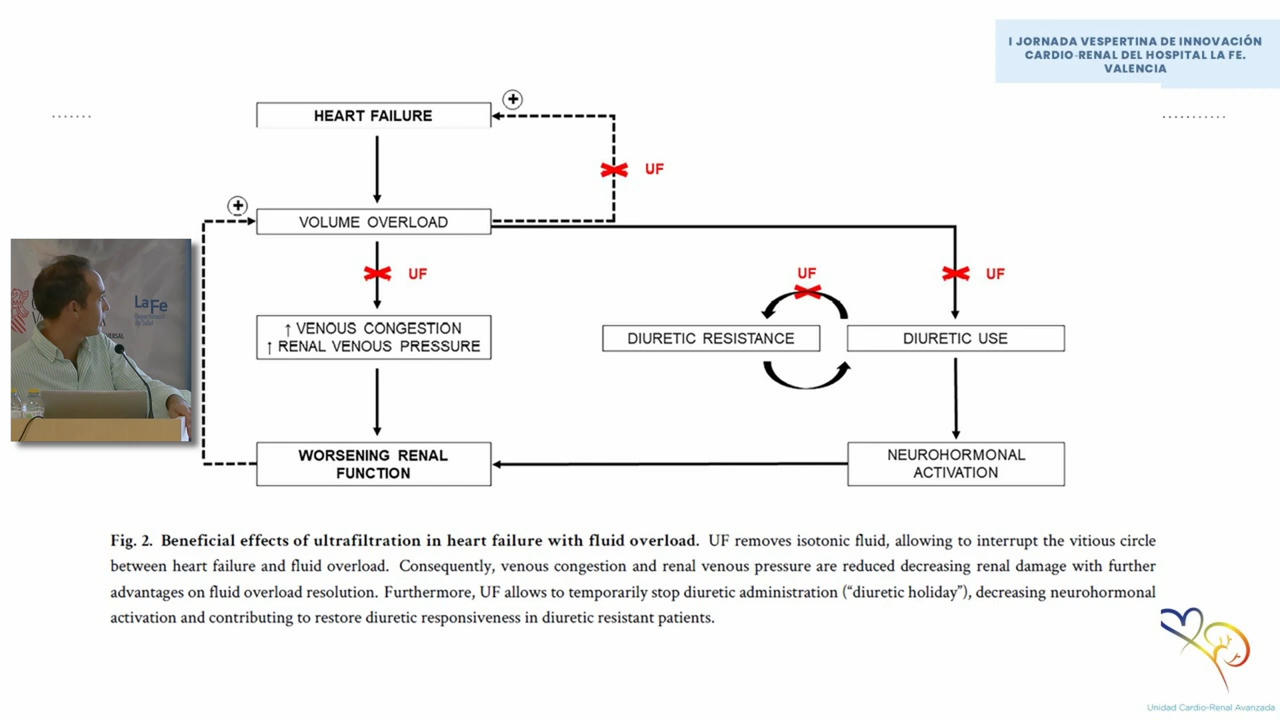 I JORNADA VESPERTINA DE INNOVACIÓN
CARDIO-RENAL DEL HOSPITAL LA FE.
VALENCIA
HEART FAILURE
UF
VOLUME OVERLOAD
UF
UF
UF
↑ VENOUS CONGESTION
↑ RENAL VENOUS PRESSURE
DIURETIC RESISTANCE
DIURETIC USE
WORSENING RENAL
FUNCTION
NEUROHORMONAL
ACTIVATION
La Fe
Fig. 2. Beneficial effects of ultrafiltration in heart failure with fluid overload. UF removes isotonic fluid, allowing to interrupt the vitious circle
between heart failure and fluid overload. Consequently, venous congestion and renal venous pressure are reduced decreasing renal damage with further
advantages on fluid overload resolution. Furthermore, UF allows to temporarily stop diuretic administration (“diuretic holiday”), decreasing neurohormonal
activation and contributing to restore diuretic responsiveness in diuretic resistant patients.
Unidad Cardio-Renal Avanzada